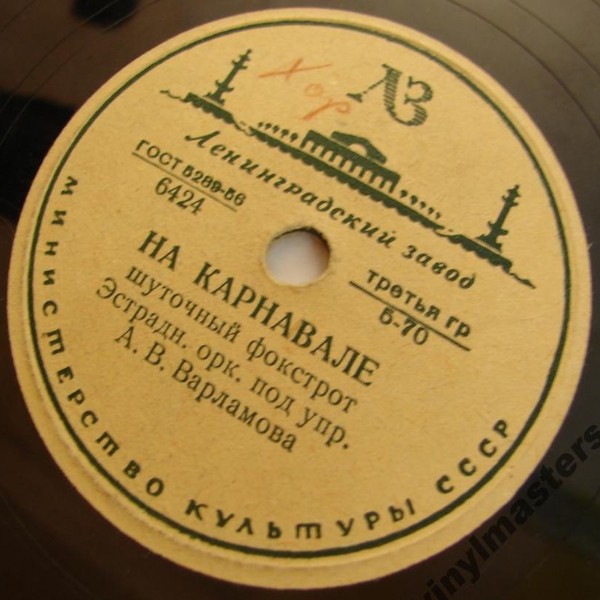 Хор
ЛЗ
Ленинградский завод
ГОСТ 5289-56
6424
третья гр
5-70
НА КАРНАВАЛЕ
шуточный фокстрот
Эстрадн. орк. под упр.
А. В. Варламова
МИНИСТЕРСТВО КУЛЬТУРЫ СССР
vinylmasters